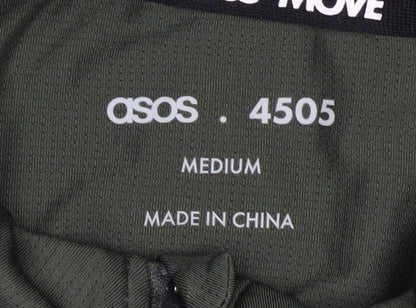 MOVE
asos . 4505
MEDIUM
MADE IN CHINA